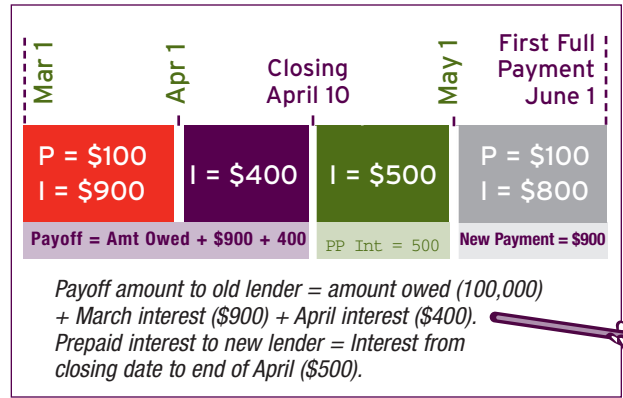 Mar 1
Apr 1
Closing
April 10
May 1
First Full
Payment
June 1
P = $100
I = $900
I = $400
I = $500
P = $100
I = $800
Payoff = Amt Owed + $900 + 400
PP Int = 500
New Payment = $900
Payoff amount to old lender = amount owed (100,000)
+ March interest ($900) + April interest ($400).
Prepaid interest to new lender = Interest from
closing date to end of April ($500).